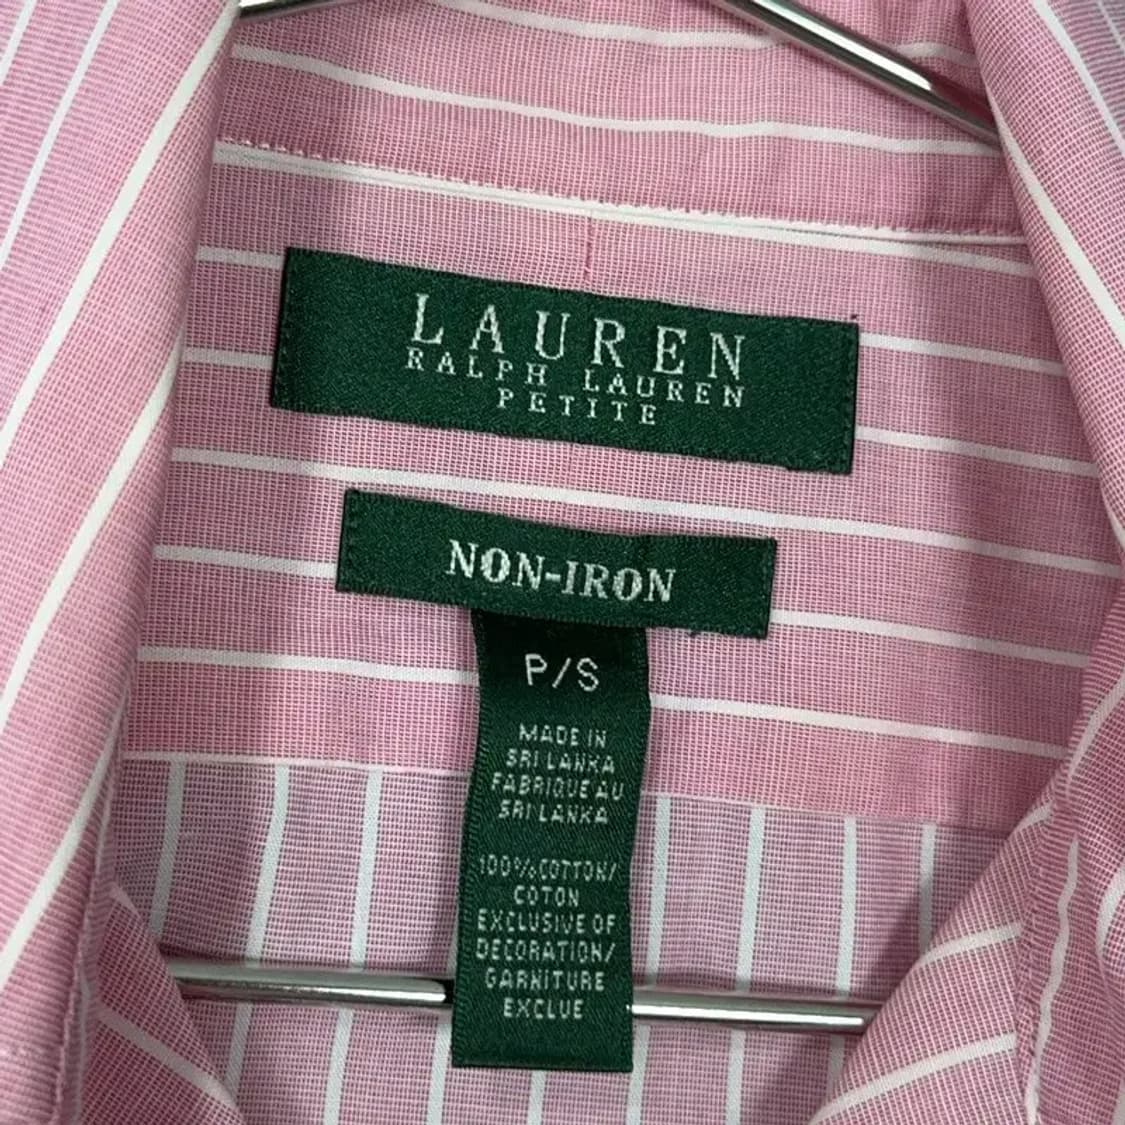 LAUREN
RALPH LAUREN
PETITE
NON-IRON
P/S
MADE IN
SRI LANKA
FABRIQUE AU
SRI LANKA
100% COTTON/
COTON
EXCLUSIVE OF
DECORATION/
GARNITURE
EXCLUE